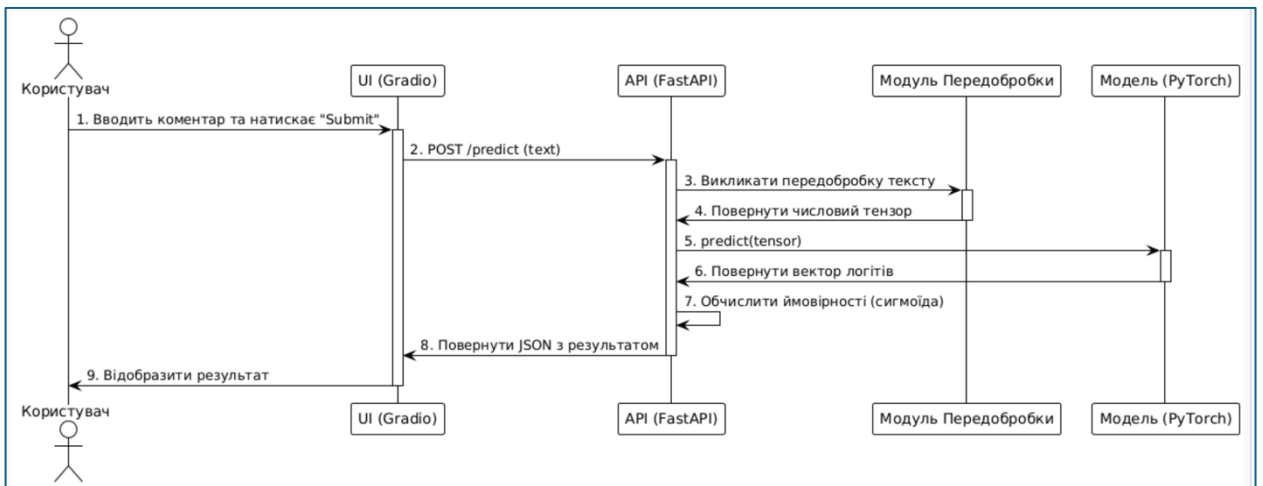 Користувач
UI (Gradio)
API (FastAPI)
Модуль Передобробки
Модель (PyTorch)
1. Вводить коментар та натискає "Submit"
2. POST /predict (text)
3. Викликати передобробку тексту
4. Повернути числовий тензор
5. predict(tensor)
6. Повернути вектор логітів
7. Обчислити ймовірності (сигмоїда)
8. Повернути JSON з результатом
9. Відобразити результат
Користувач
UI (Gradio)
API (FastAPI)
Модуль Передобробки
Модель (PyTorch)